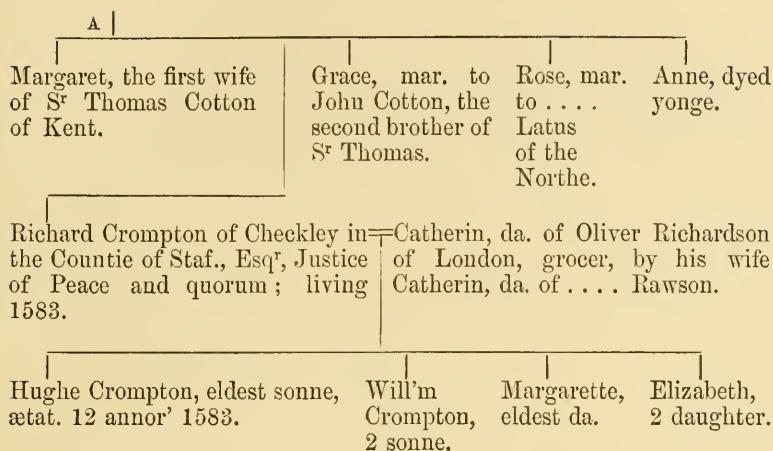 A
Margaret, the first wife
of Sʳ Thomas Cotton
of Kent.
Grace, mar. to
John Cotton, the
second brother of
Sʳ Thomas.
Rose, mar.
to . . . .
Latus
of the
Northe.
Anne, dyed
yonge.
Richard Crompton of Checkley in
the Countie of Staf., Esqʳ, Justice
of Peace and quorum; living
1583.
Catherin, da. of Oliver Richardson
of London, grocer, by his wife
Catherin, da. of . . . . Rawson.
Hughe Crompton, eldest sonne,
ætat. 12 annor' 1583.
Will'm
Crompton,
2 sonne.
Margarette,
eldest da.
Elizabeth,
2 daughter.